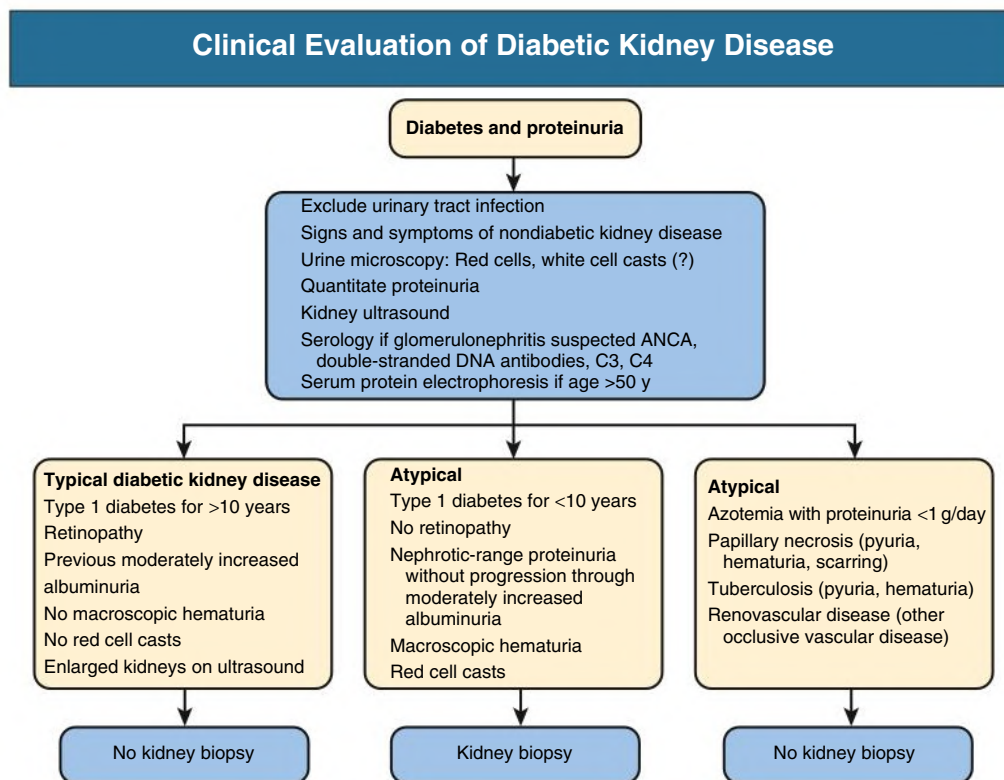 Clinical Evaluation of Diabetic Kidney Disease
Diabetes and proteinuria
Exclude urinary tract infection
Signs and symptoms of nondiabetic kidney disease
Urine microscopy: Red cells, white cell casts (?)
Quantitate proteinuria
Kidney ultrasound
Serology if glomerulonephritis suspected ANCA,
double-stranded DNA antibodies, C3, C4
Serum protein electrophoresis if age >50 y
Typical diabetic kidney disease
Type 1 diabetes for >10 years
Retinopathy
Previous moderately increased
albuminuria
No macroscopic hematuria
No red cell casts
Enlarged kidneys on ultrasound
Atypical
Type 1 diabetes for <10 years
No retinopathy
Nephrotic-range proteinuria
without progression through
moderately increased
albuminuria
Macroscopic hematuria
Red cell casts
Atypical
Azotemia with proteinuria <1 g/day
Papillary necrosis (pyuria,
hematuria, scarring)
Tuberculosis (pyuria, hematuria)
Renovascular disease (other
occlusive vascular disease)
No kidney biopsy
Kidney biopsy
No kidney biopsy